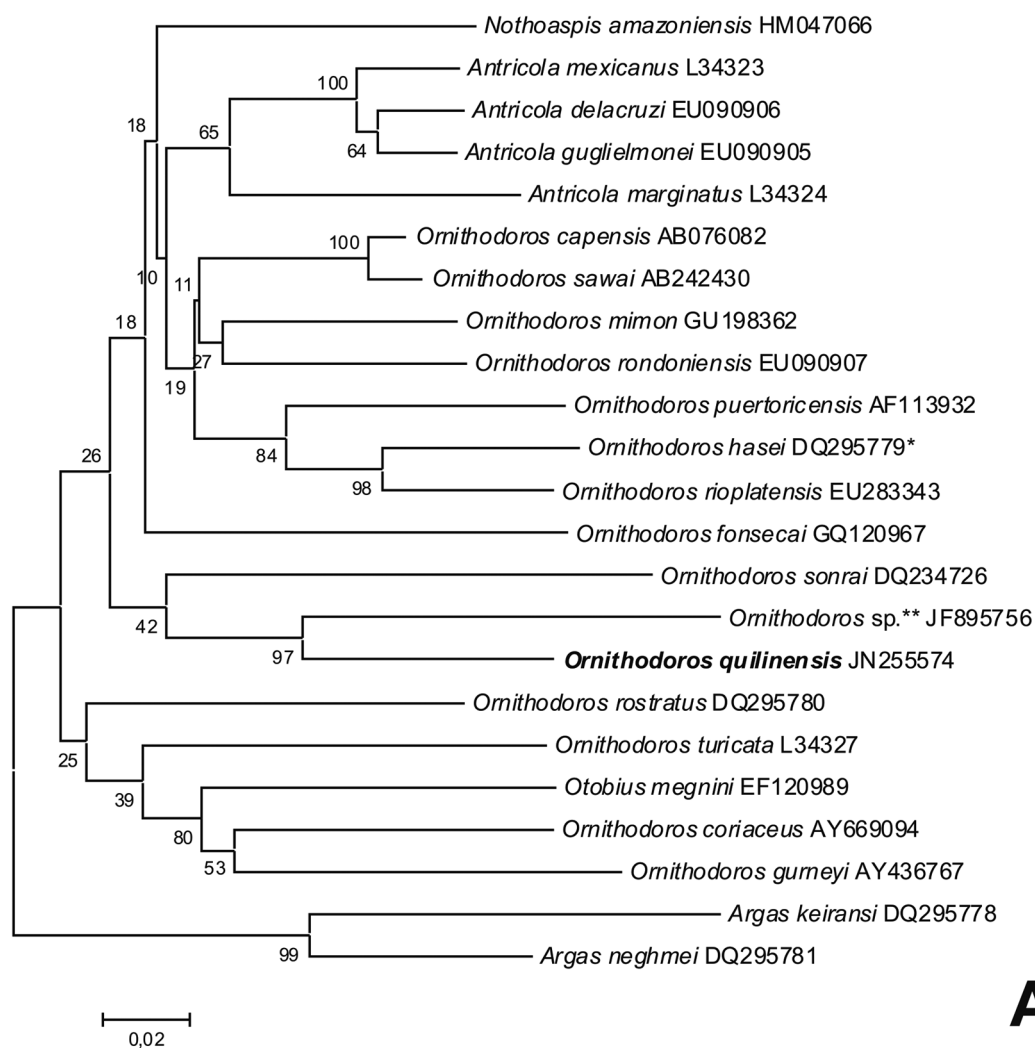 Nothoaspis amazoniensis HM047066
Antricola mexicanus L34323
100
Antricola delacruzi EU090906
18
65
64
Antricola guglielmonei EU090905
Antricola marginatus L34324
Ornithodoros capensis AB076082
100
10
11
Ornithodoros sawai AB242430
18
Ornithodoros mimon GU198362
27
Ornithodoros rondoniensis EU090907
19
Ornithodoros puertoricensis AF113932
26
84
Ornithodoros hasei DQ295779*
98
Ornithodoros rioplatensis EU283343
Ornithodoros fonsecai GQ120967
Ornithodoros sonrai DQ234726
42
Ornithodoros sp.** JF895756
97
Ornithodoros quilinensis JN255574
Ornithodoros rostratus DQ295780
25
Ornithodoros turicata L34327
39
Otobius megnini EF120989
80
Ornithodoros coriaceus AY669094
53
Ornithodoros gurneyi AY436767
Argas keiransi DQ295778
99
Argas neghmei DQ295781
A
0,02